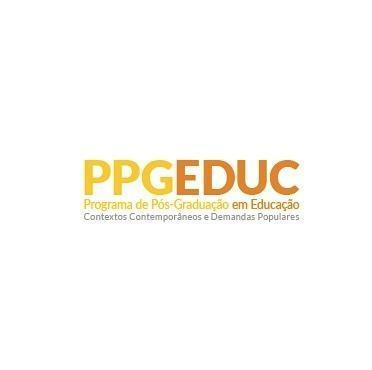 PPGEDUC
Programa de Pós-Graduação em Educação
Contextos Contemporâneos e Demandas Populares